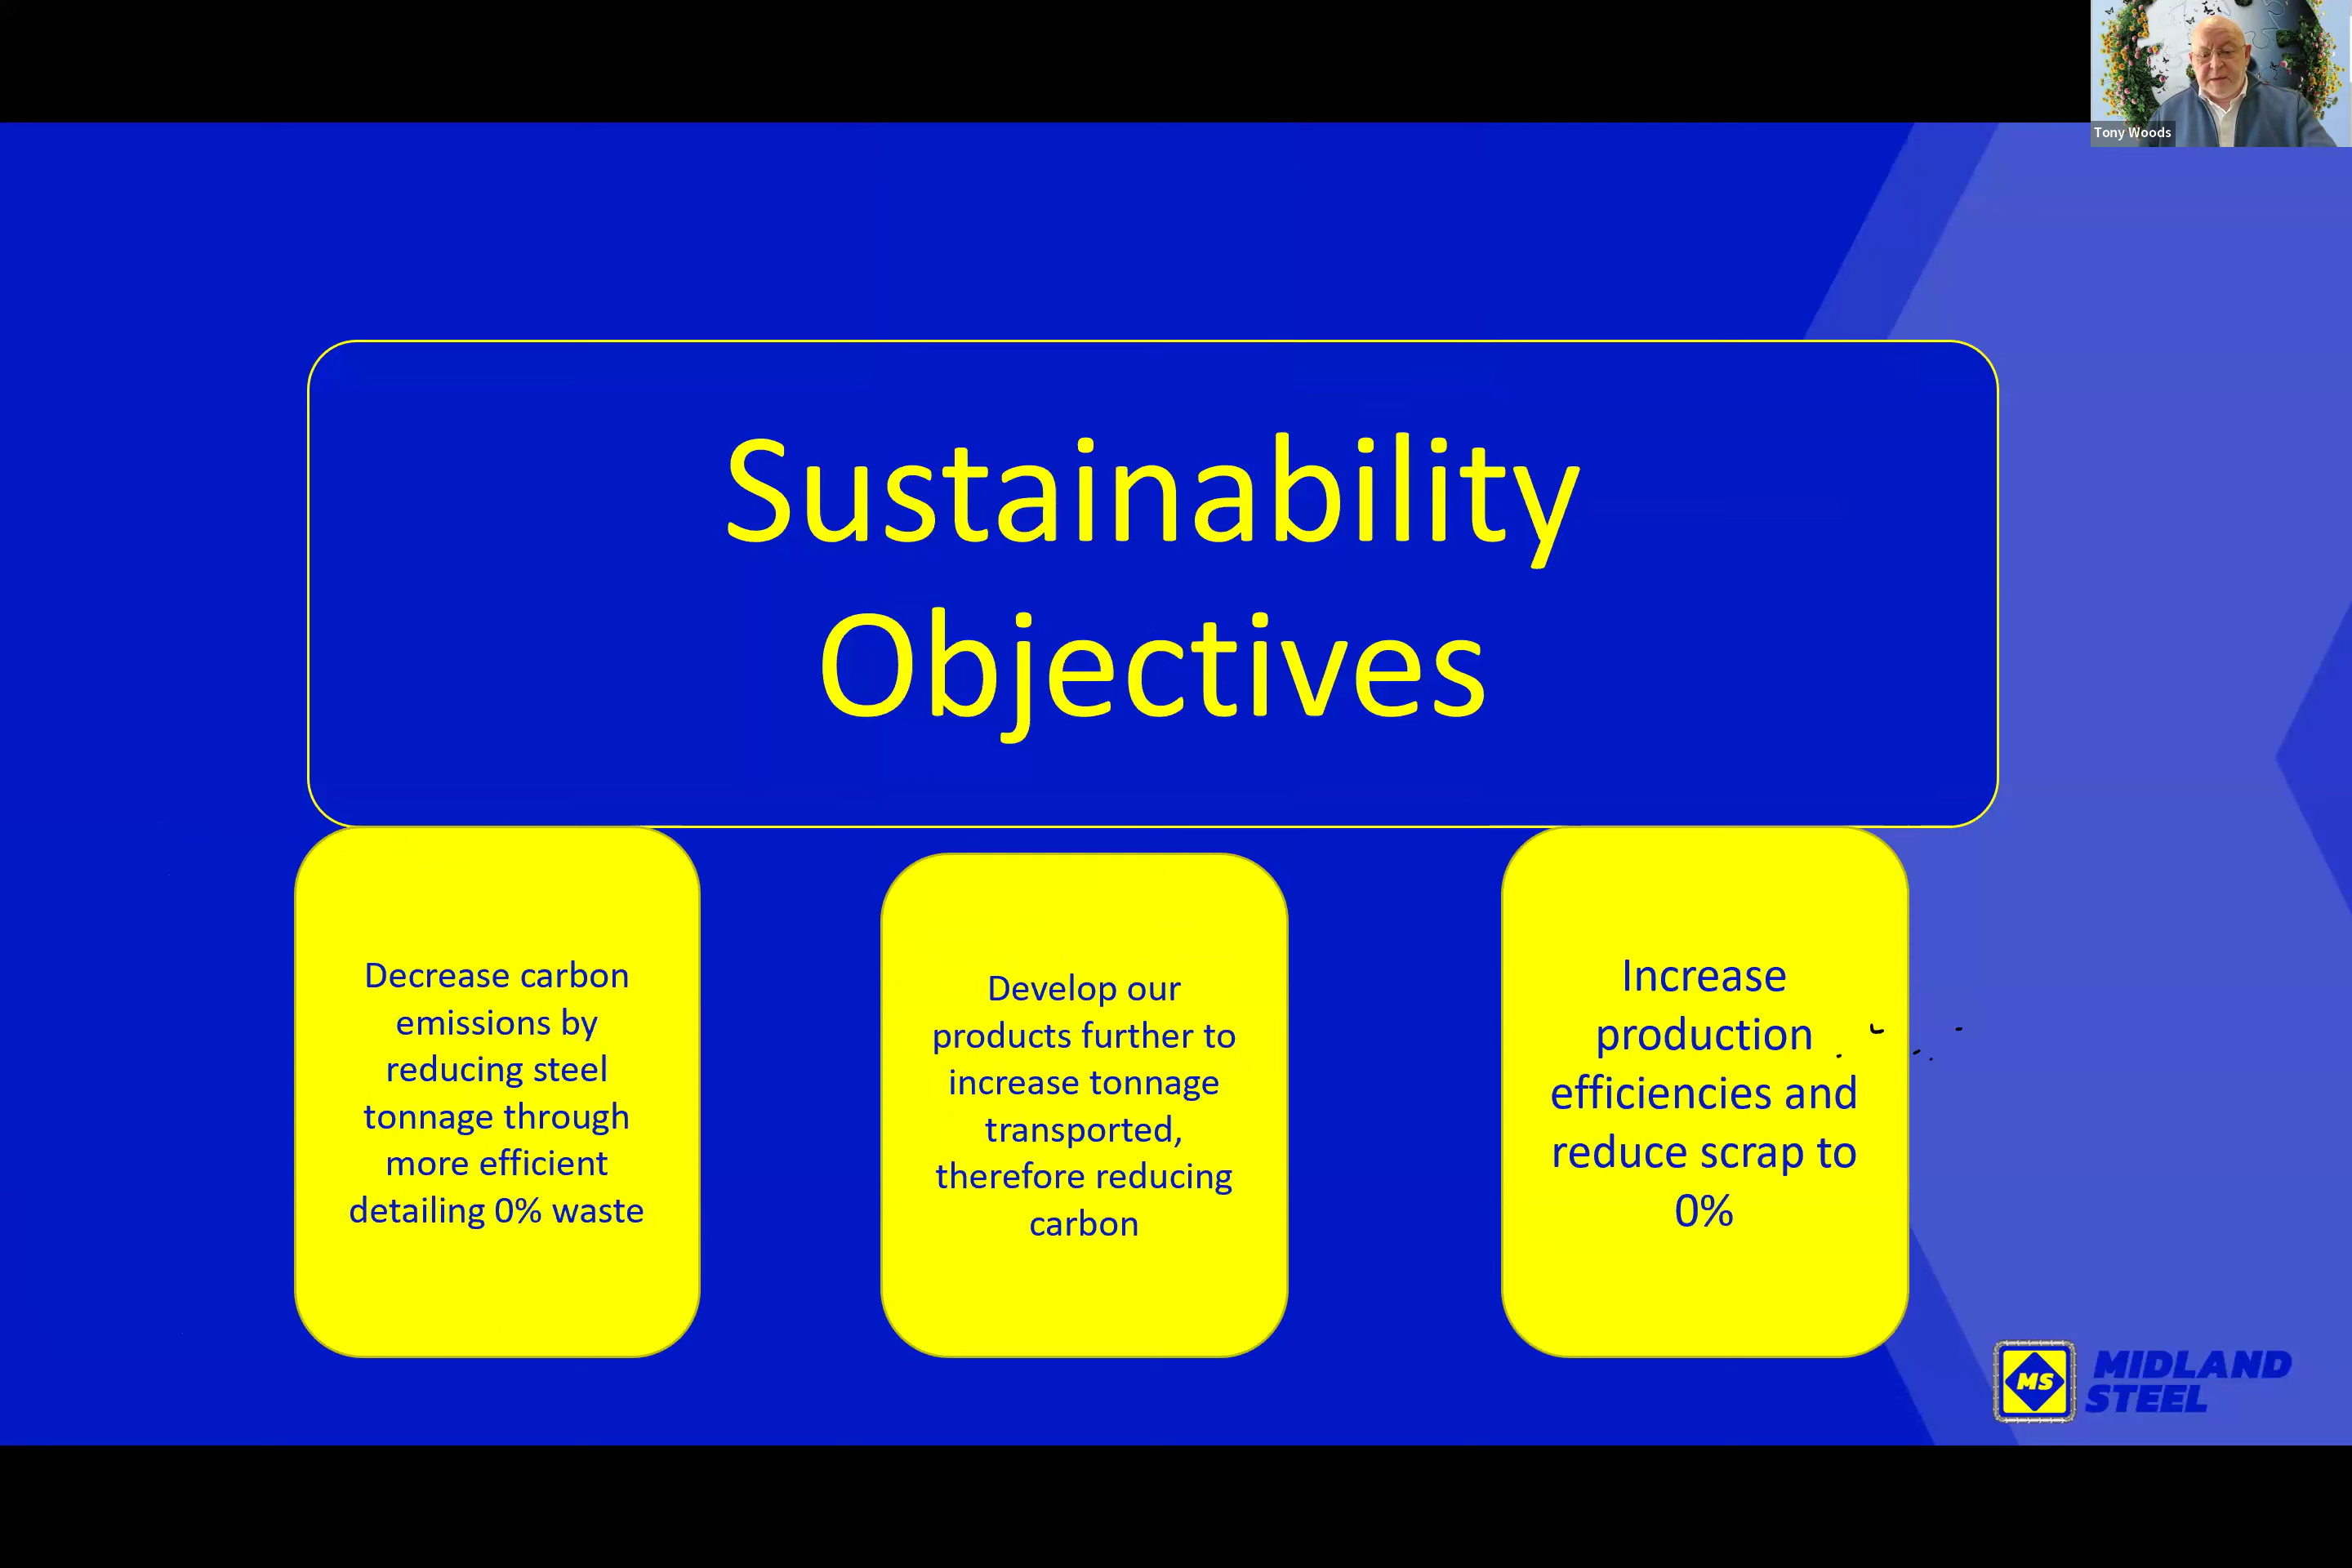 Tony Woods
Sustainability
Objectives
Decrease carbon
emissions by
reducing steel
tonnage through
more efficient
detailing 0% waste
Develop our
products further to
increase tonnage
transported,
therefore reducing
carbon
Increase
production
efficiencies and
reduce scrap to
0%
MS
MIDLAND
STEEL